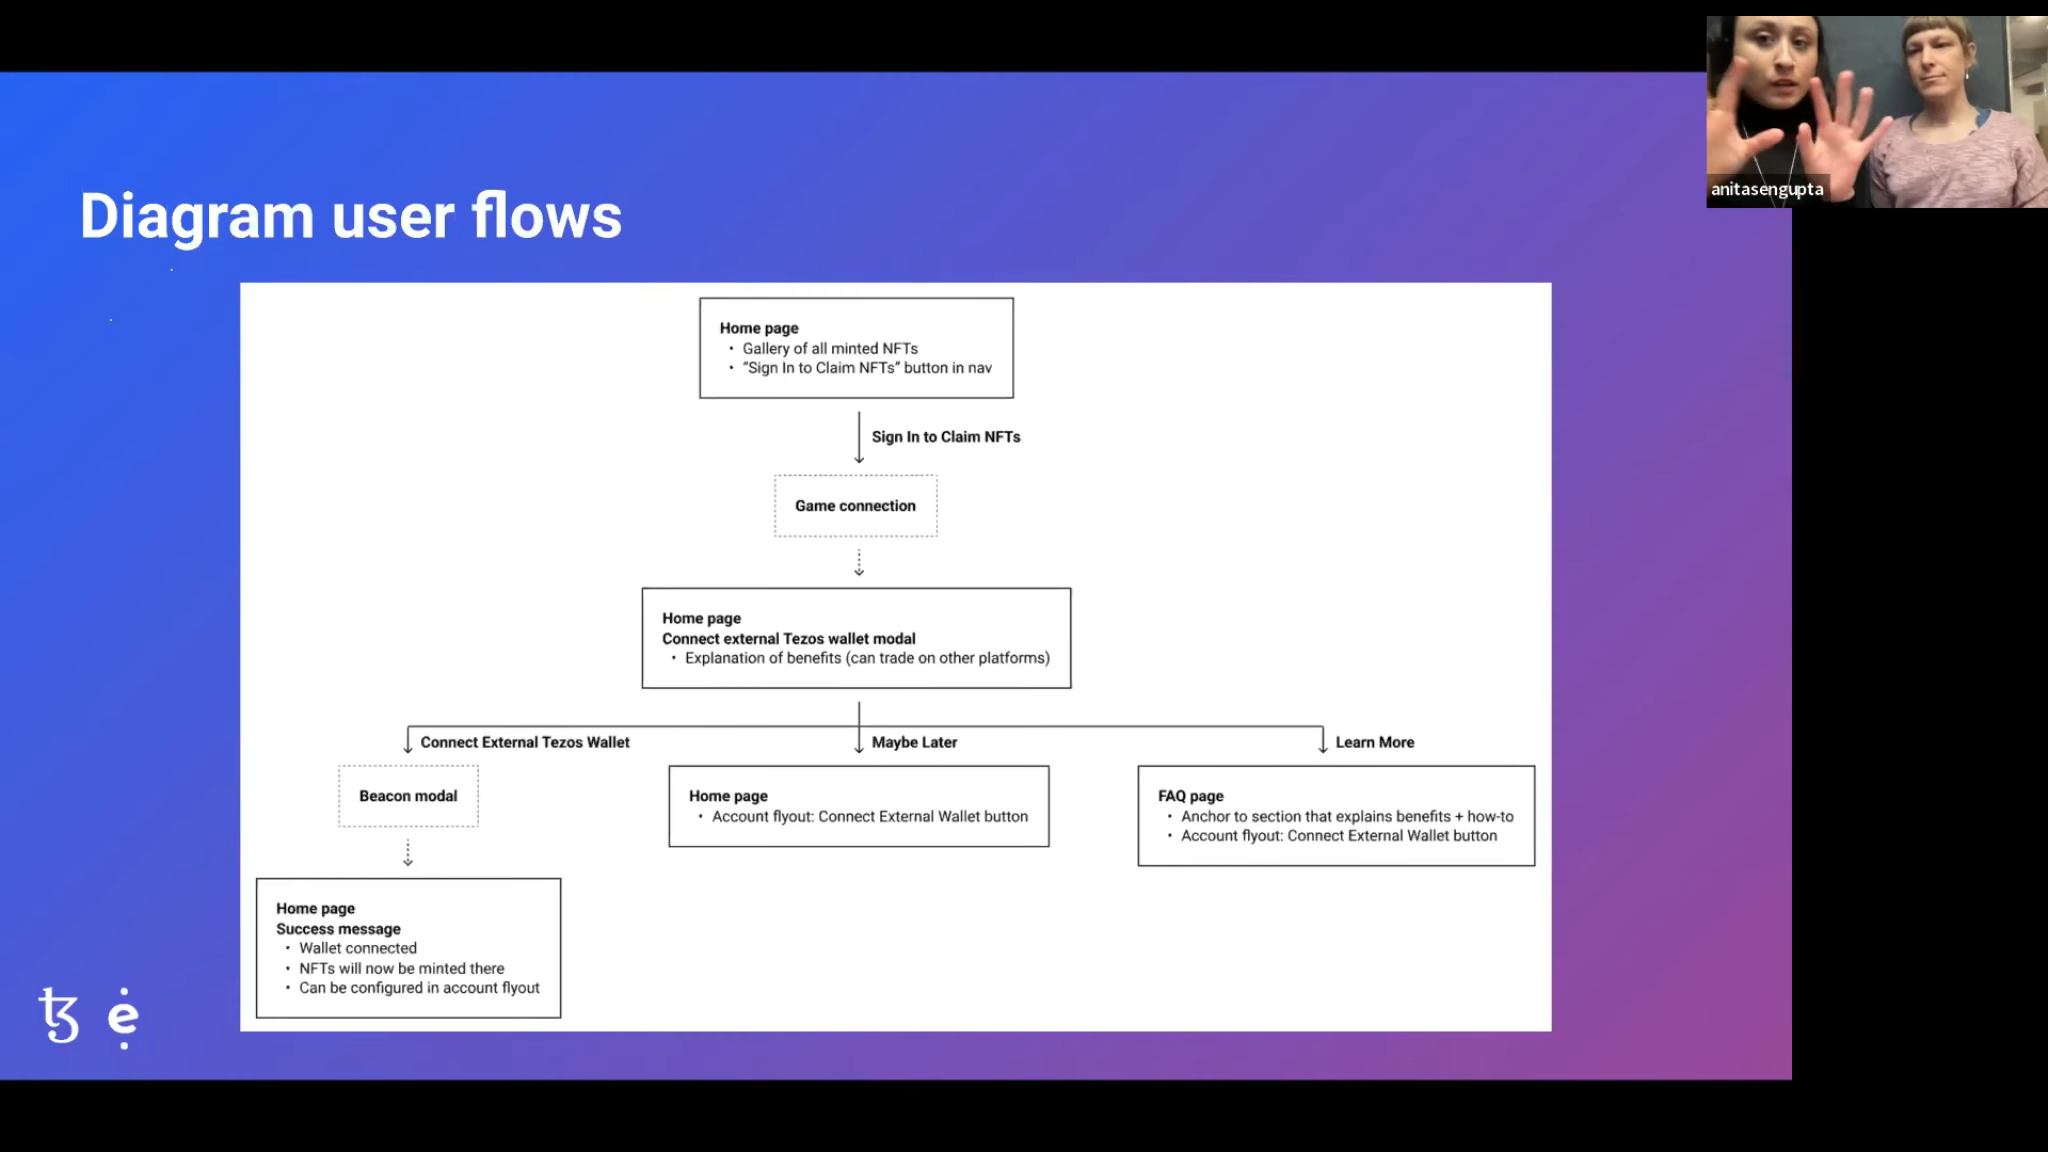 anitasengupta
Diagram user flows
Home page
• Gallery of all minted NFTs
• “Sign In to Claim NFTs” button in nav
Sign In to Claim NFTs
Game connection
Home page
Connect external Tezos wallet modal
• Explanation of benefits (can trade on other platforms)
Connect External Tezos Wallet
Maybe Later
Learn More
Beacon modal
Home page
• Account flyout: Connect External Wallet button
FAQ page
• Anchor to section that explains benefits + how-to
• Account flyout: Connect External Wallet button
Home page
Success message
• Wallet connected
• NFTs will now be minted there
• Can be configured in account flyout